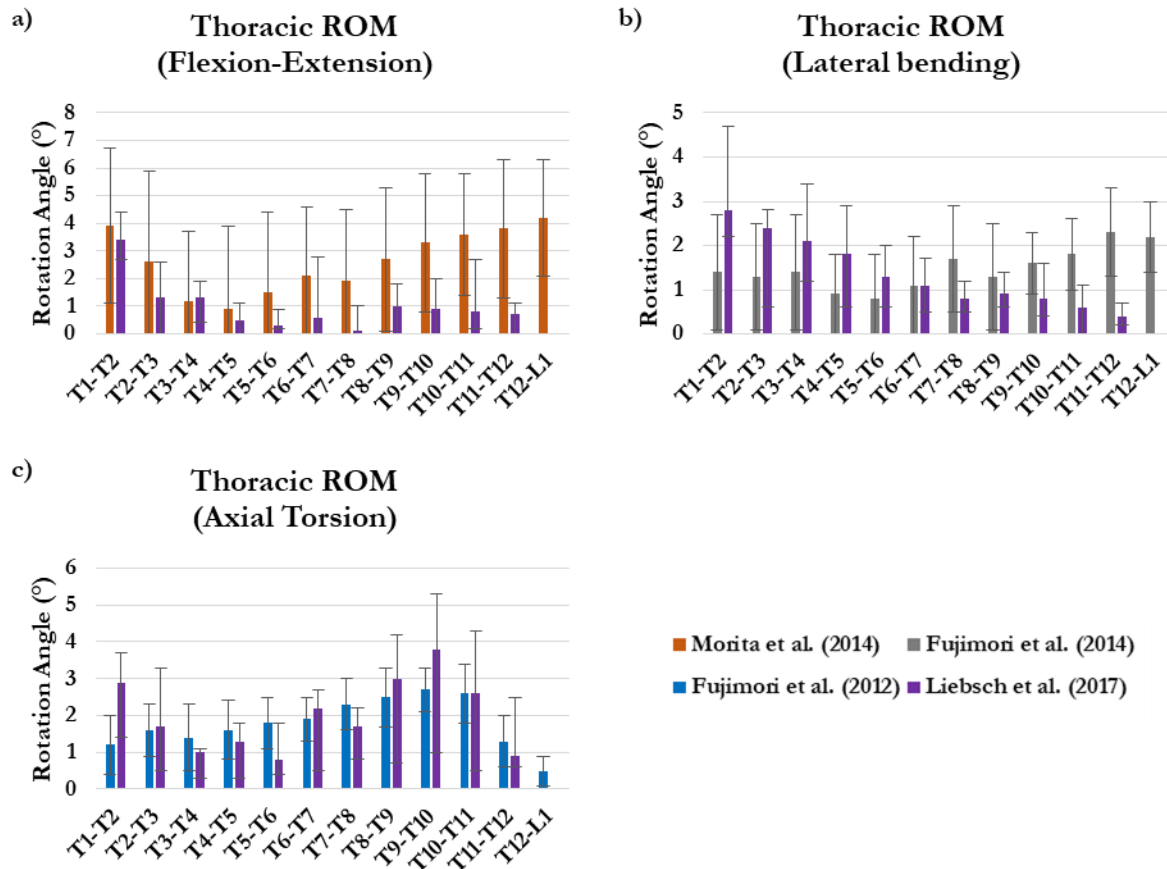 a)
Thoracic ROM
(Flexion-Extension)
Rotation Angle (°)
8
7
6
5
4
3
2
1
0
T1-T2
T2-T3
T3-T4
T4-T5
T5-T6
T6-T7
T7-T8
T8-T9
T9-T10
T10-T11
T11-T12
T12-L1
b)
Thoracic ROM
(Lateral bending)
Rotation Angle (°)
5
4
3
2
1
0
T1-T2
T2-T3
T3-T4
T4-T5
T5-T6
T6-T7
T7-T8
T8-T9
T9-T10
T10-T11
T11-T12
T12-L1
c)
Thoracic ROM
(Axial Torsion)
Rotation Angle (°)
6
5
4
3
2
1
0
T1-T2
T2-T3
T3-T4
T4-T5
T5-T6
T6-T7
T7-T8
T8-T9
T9-T10
T10-T11
T11-T12
T12-L1
Morita et al. (2014)
Fujimori et al. (2014)
Fujimori et al. (2012)
Liebsch et al. (2017)